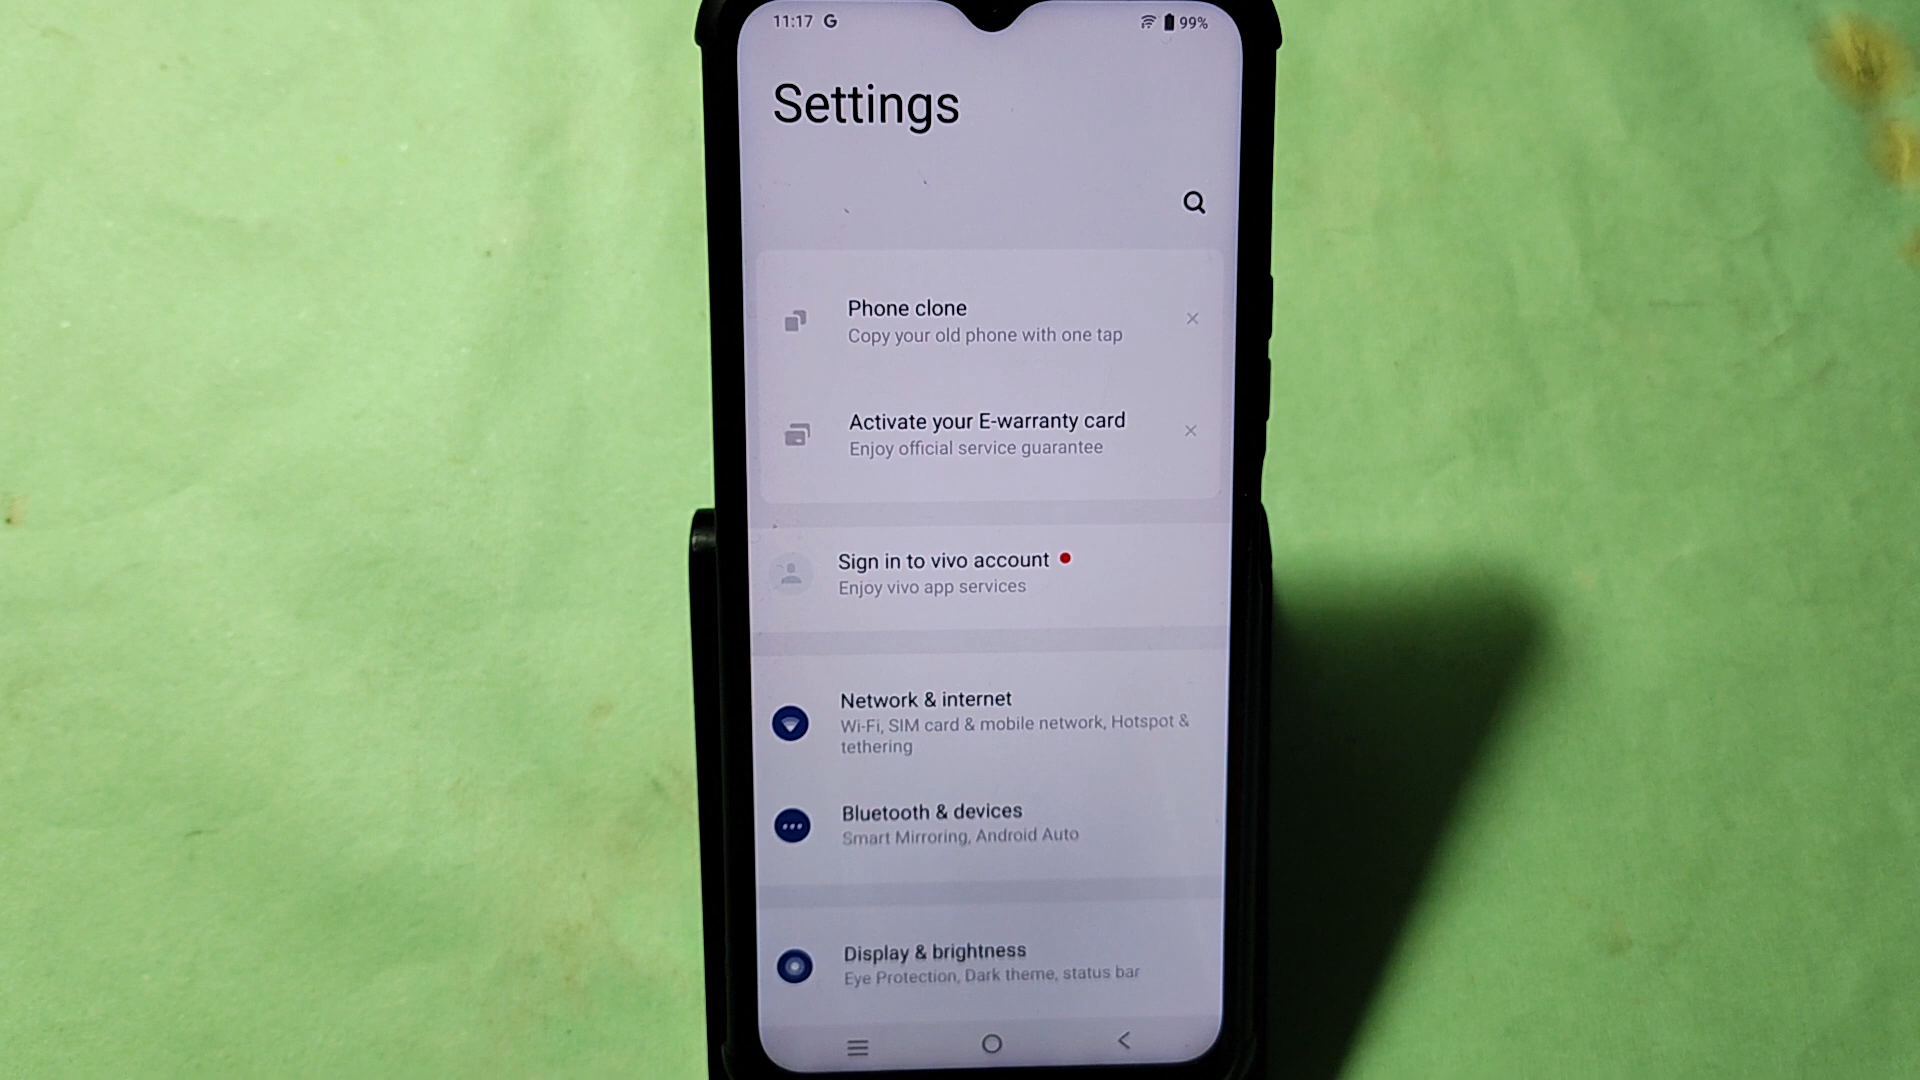 11:17 G 99%
Settings
Phone clone
Copy your old phone with one tap
Activate your E-warranty card
Enjoy official service guarantee
Sign in to vivo account
Enjoy vivo app services
Network & internet
Wi-Fi, SIM card & mobile network, Hotspot &
tethering
Bluetooth & devices
Smart Mirroring, Android Auto
Display & brightness
Eye Protection, Dark theme, status bar